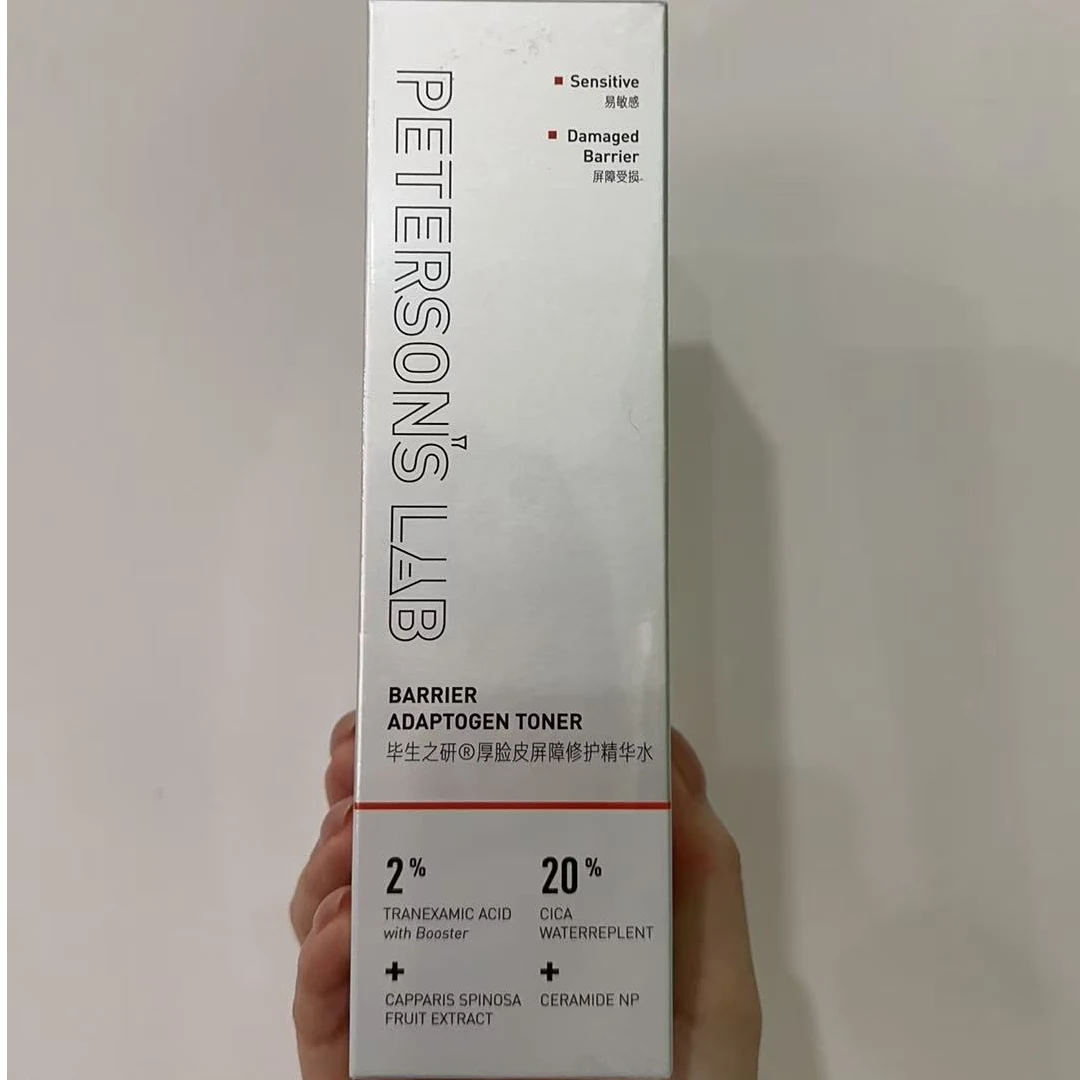 PETERSON'S LAB
Sensitive
易敏感
Damaged
Barrier
屏障受损
BARRIER
ADAPTOGEN TONER
毕生之研®厚脸皮屏障修护精华水
2%
TRANEXAMIC ACID
with Booster
+
CAPPARIS SPINOSA
FRUIT EXTRACT
20%
CICA
WATERREPLENT
+
CERAMIDE NP